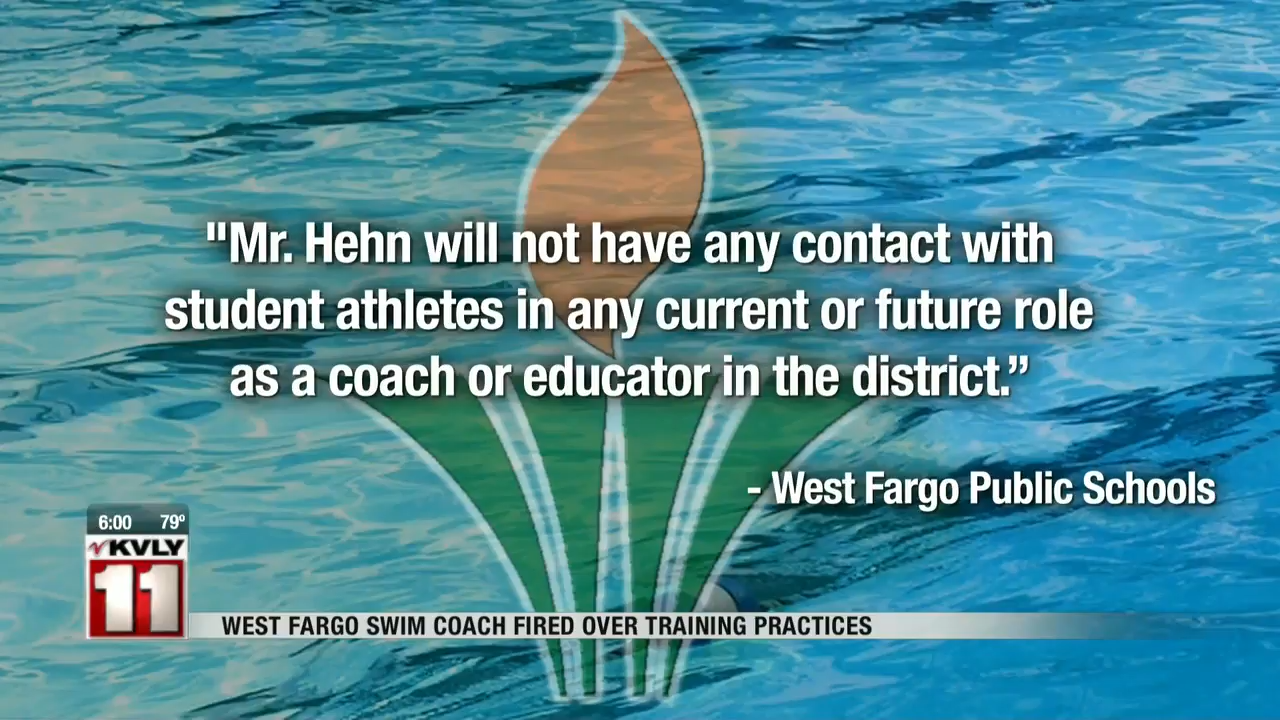 "Mr. Hehn will not have any contact with
student athletes in any current or future role
as a coach or educator in the district.”
- West Fargo Public Schools
6:00 79º
KVLY
11
WEST FARGO SWIM COACH FIRED OVER TRAINING PRACTICES